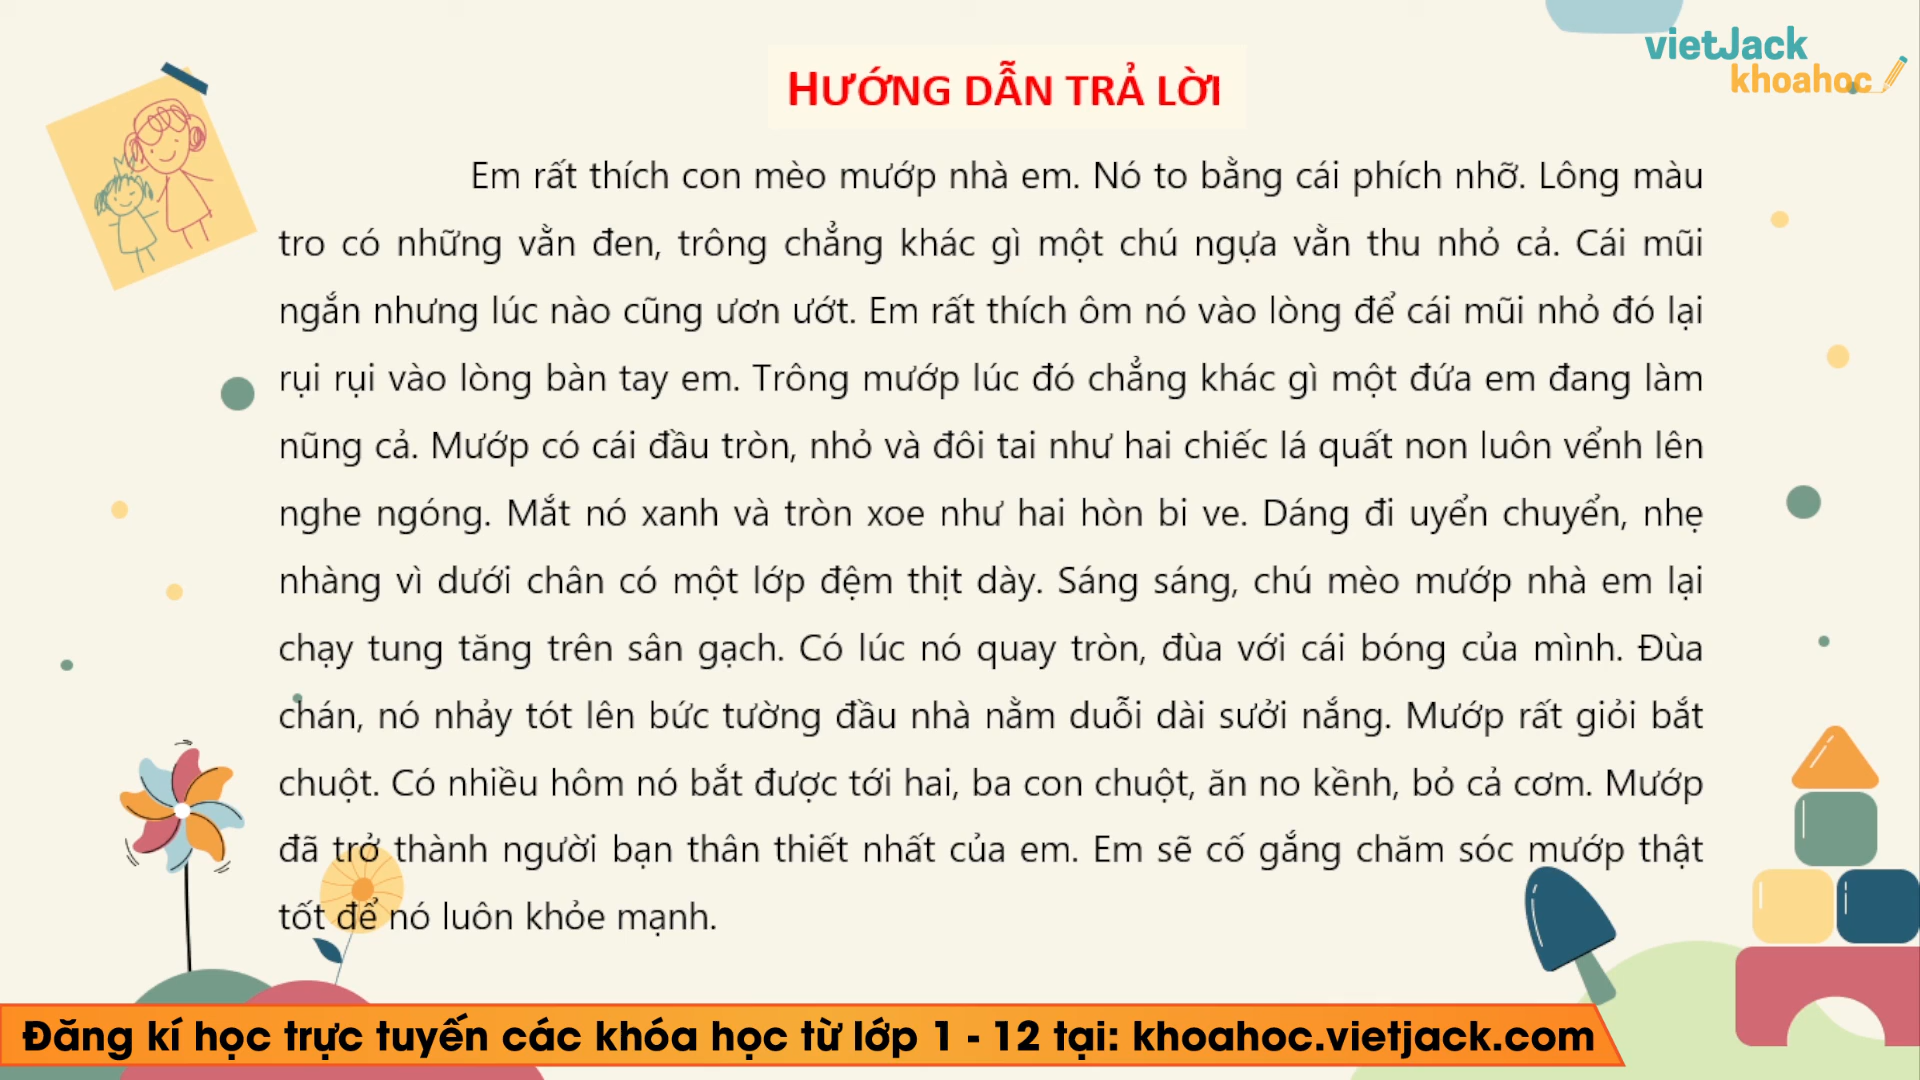 vietJack
khoahoc
HƯỚNG DẪN TRẢ LỜI
Em rất thích con mèo mướp nhà em. Nó to bằng cái phích nhỡ. Lông màu
tro có những vằn đen, trông chẳng khác gì một chú ngựa vằn thu nhỏ cả. Cái mũi
ngắn nhưng lúc nào cũng ươn ướt. Em rất thích ôm nó vào lòng để cái mũi nhỏ đó lại
rụi rụi vào lòng bàn tay em. Trông mướp lúc đó chẳng khác gì một đứa em đang làm
nũng cả. Mướp có cái đầu tròn, nhỏ và đôi tai như hai chiếc lá quất non luôn vểnh lên
nghe ngóng. Mắt nó xanh và tròn xoe như hai hòn bi ve. Dáng đi uyển chuyển, nhẹ
nhàng vì dưới chân có một lớp đệm thịt dày. Sáng sáng, chú mèo mướp nhà em lại
chạy tung tăng trên sân gạch. Có lúc nó quay tròn, đùa với cái bóng của mình. Đùa
chán, nó nhảy tót lên bức tường đầu nhà nằm duỗi dài sưởi nắng. Mướp rất giỏi bắt
chuột. Có nhiều hôm nó bắt được tới hai, ba con chuột, ăn no kềnh, bỏ cả cơm. Mướp
đã trở thành người bạn thân thiết nhất của em. Em sẽ cố gắng chăm sóc mướp thật
tốt để nó luôn khỏe mạnh.
Đăng kí học trực tuyến các khóa học từ lớp 1 - 12 tại: khoahoc.vietjack.com